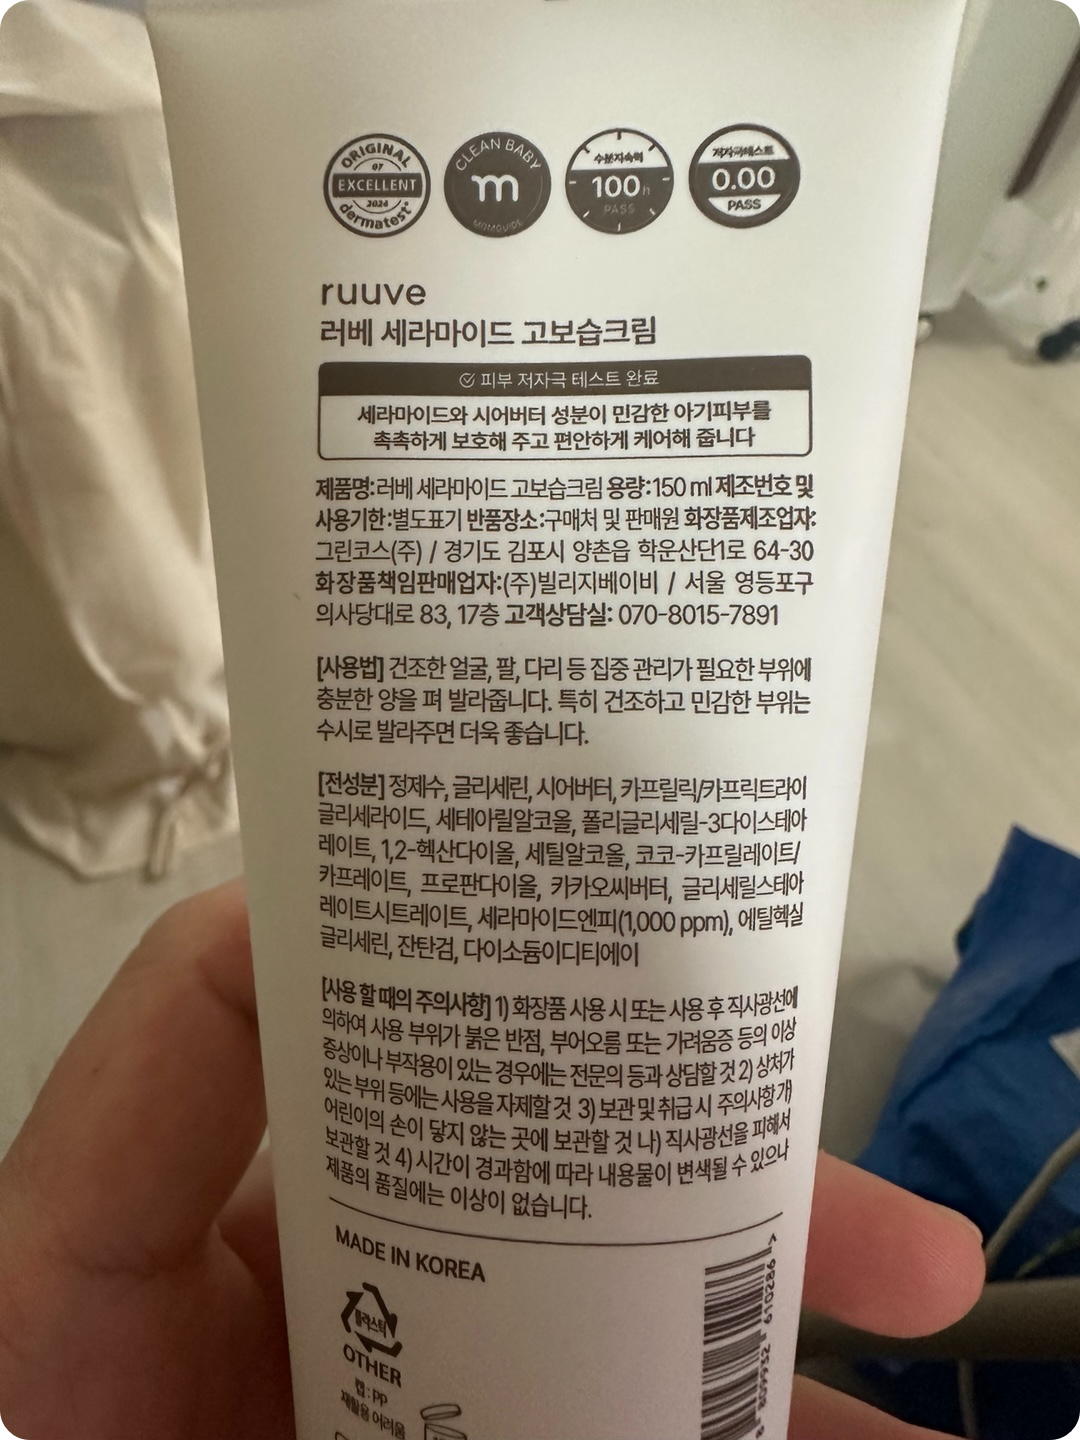 ORIGINAL
07
EXCELLENT
2024
dermatest®
CLEAN BABY
m
MOMGUIDE
수분지속력
100h
PASS
저자극테스트
0.00
PASS
ruuve
러베 세라마이드 고보습크림
피부 저자극 테스트 완료
세라마이드와 시어버터 성분이 민감한 아기피부를
촉촉하게 보호해 주고 편안하게 케어해 줍니다
제품명:러베 세라마이드 고보습크림 용량:150 ml 제조번호 및
사용기한:별도표기 반품장소:구매처 및 판매원 화장품제조업자:
그린코스(주) / 경기도 김포시 양촌읍 학운산단1로 64-30
화장품책임판매업자:(주)빌리지베이비 / 서울 영등포구
의사당대로 83, 17층 고객상담실: 070-8015-7891
[사용법] 건조한 얼굴, 팔, 다리 등 집중 관리가 필요한 부위에
충분한 양을 펴 발라줍니다. 특히 건조하고 민감한 부위는
수시로 발라주면 더욱 좋습니다.
[전성분] 정제수, 글리세린, 시어버터, 카프릴릭/카프릭트라이
글리세라이드, 세테아릴알코올, 폴리글리세릴-3다이스테아
레이트, 1,2-헥산다이올, 세틸알코올, 코코-카프릴레이트/
카프레이트, 프로판다이올, 카카오씨버터, 글리세릴스테아
레이트시트레이트, 세라마이드엔피(1,000 ppm), 에틸헥실
글리세린, 잔탄검, 다이소듐이디티에이
[사용 할 때의 주의사항] 1) 화장품 사용 시 또는 사용 후 직사광선에
의하여 사용 부위가 붉은 반점, 부어오름 또는 가려움증 등의 이상
증상이나 부작용이 있는 경우에는 전문의 등과 상담할 것 2) 상처가
있는 부위 등에는 사용을 자제할 것 3) 보관 및 취급 시 주의사항 가)
어린이의 손이 닿지 않는 곳에 보관할 것 나) 직사광선을 피해서
보관할 것 4) 시간이 경과함에 따라 내용물이 변색될 수 있으나
제품의 품질에는 이상이 없습니다.
MADE IN KOREA
플라스틱
OTHER
캡 : PP
재활용 어려움
8 809932 610286 >